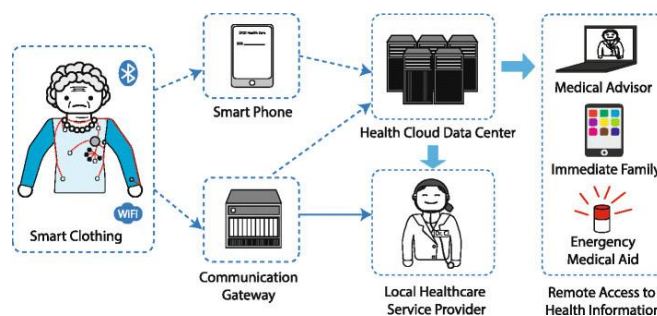 WiFi
Smart Clothing
Smart Phone
Communication
Gateway
Health Cloud Data Center
Local Healthcare
Service Provider
Medical Advisor
Immediate Family
Energency
Medical Aid
Remote Access to
Health Information